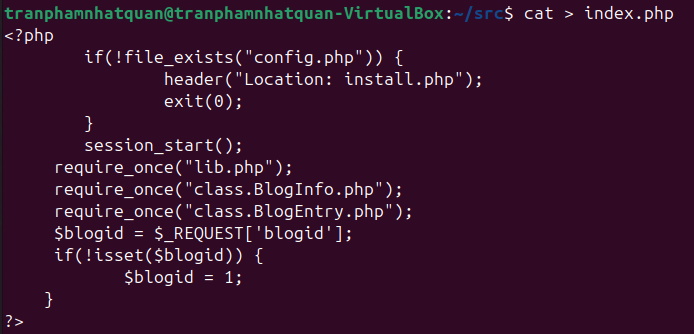 tranphamnhatquan@tranphamnhatquan-VirtualBox:~/src$ cat > index.php
<?php
        if(!file_exists("config.php")) {
                header("Location: install.php");
                exit(0);
        }
        session_start();
     require_once("lib.php");
     require_once("class.BlogInfo.php");
     require_once("class.BlogEntry.php");
     $blogid = $_REQUEST['blogid'];
     if(!isset($blogid)) {
            $blogid = 1;
    }
?>